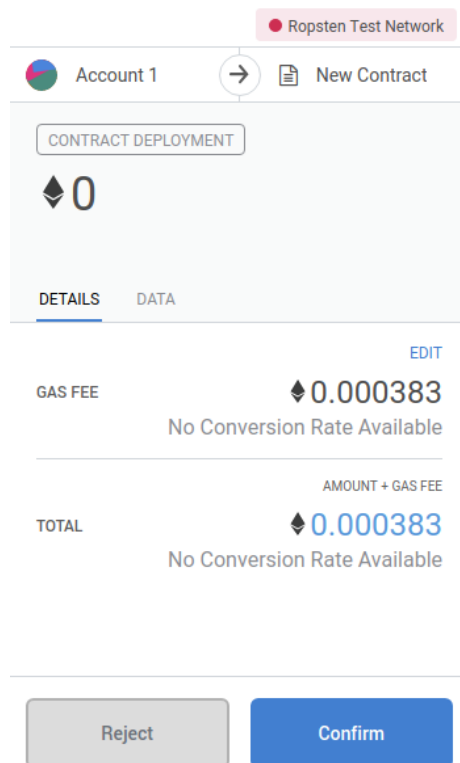 Ropsten Test Network
Account 1
New Contract
CONTRACT DEPLOYMENT
0
DETAILS DATA
EDIT
GAS FEE 0.000383
No Conversion Rate Available
AMOUNT + GAS FEE
TOTAL 0.000383
No Conversion Rate Available
Reject Confirm